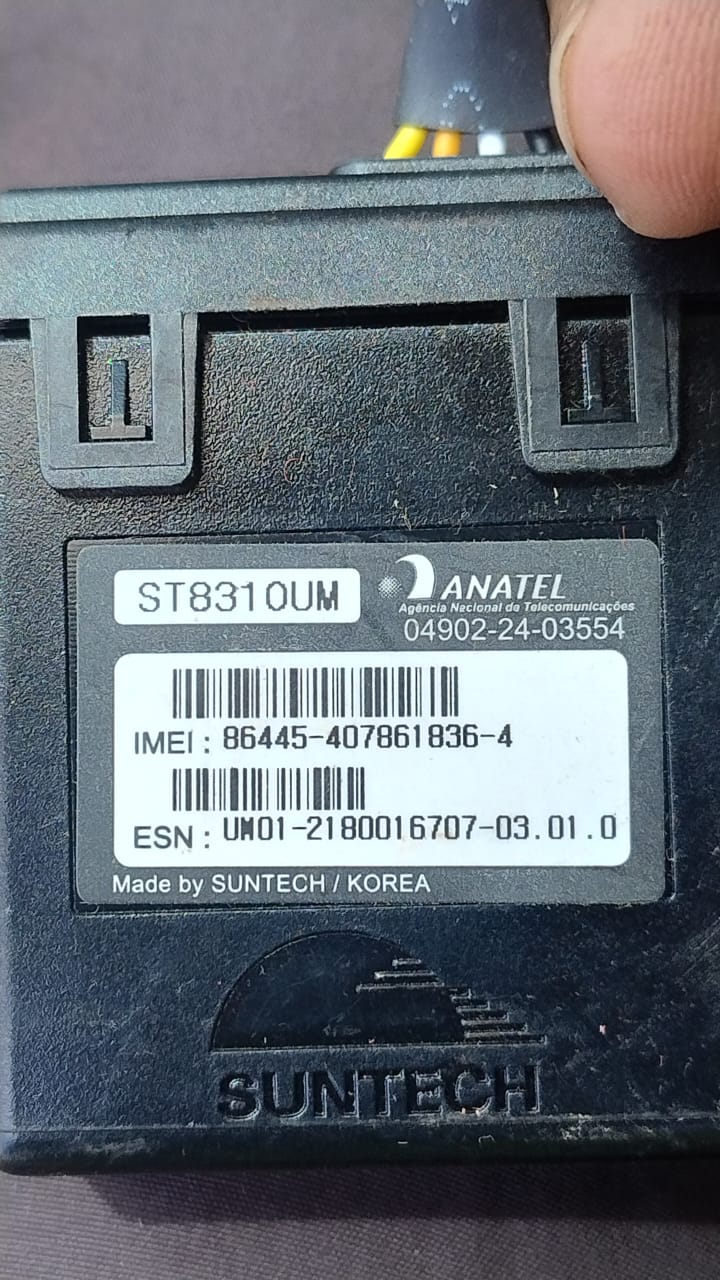 ST8310UM
ANATEL
Agência Nacional de Telecomunicações
04902-24-03554
IMEI : 86445-407861836-4
ESN : UM01-2180016707-03.01.0
Made by SUNTECH / KOREA
SUNTECH